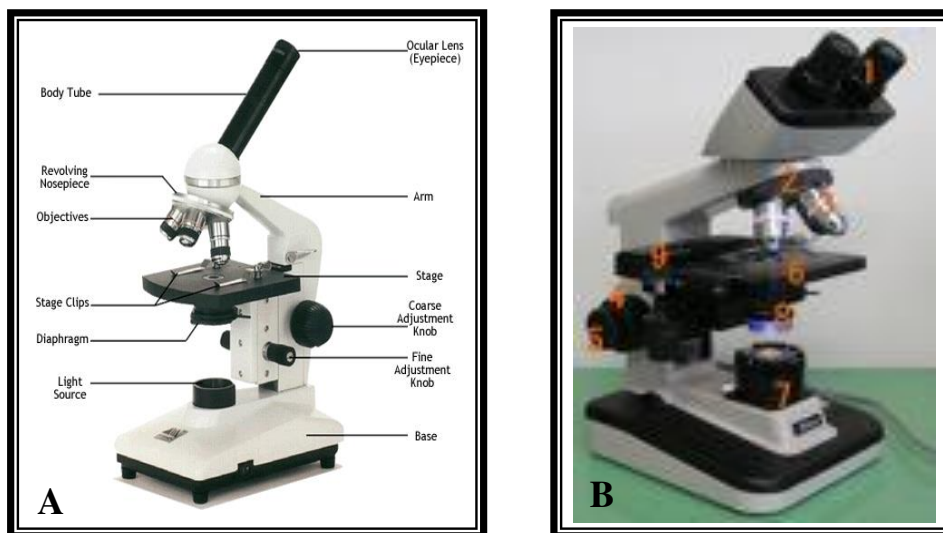 Ocular Lens
(Eyepiece)
Body Tube
Revolving
Nosepiece
Arm
Objectives
Stage
Stage Clips
Coarse
Adjustment
Knob
Diaphragm
Fine
Adjustment
Knob
Light
Source
Base
A
1
2
3
9
6
4
8
5
7
B